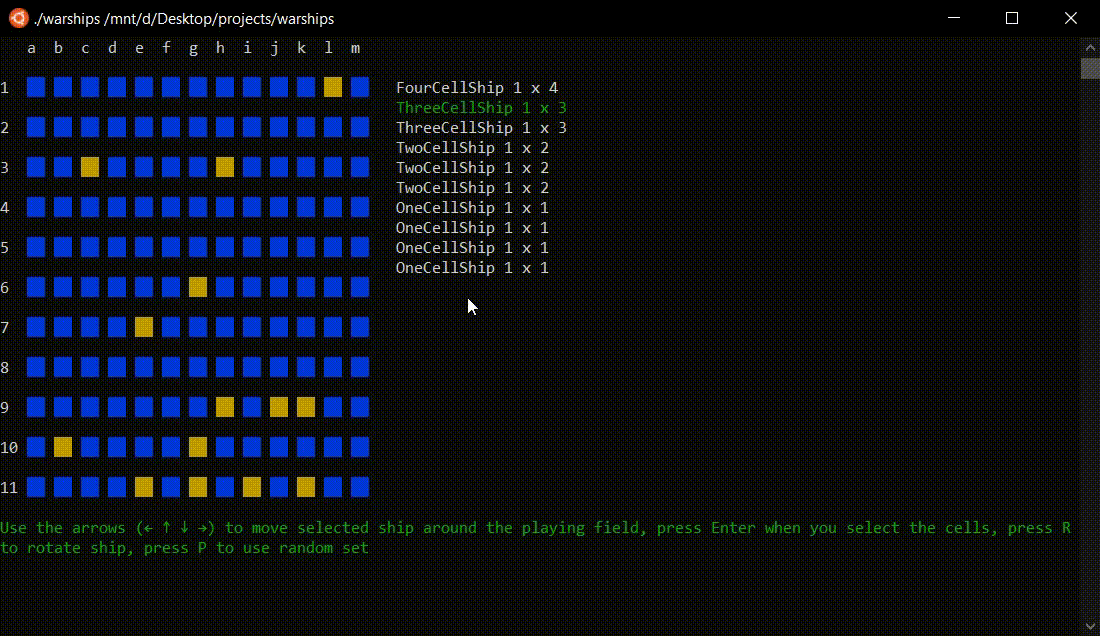 ./warships /mnt/d/Desktop/projects/warships
a b c d e f g h i j k l m
1 FourCellShip 1 x 4
ThreeCellShip 1 x 3
2 ThreeCellShip 1 x 3
TwoCellShip 1 x 2
3 TwoCellShip 1 x 2
TwoCellShip 1 x 2
4 OneCellShip 1 x 1
OneCellShip 1 x 1
5 OneCellShip 1 x 1
OneCellShip 1 x 1
6
7
8
9
10
11
Use the arrows (← ↑ ↓ →) to move selected ship around the playing field, press Enter when you select the cells, press R
to rotate ship, press P to use random set